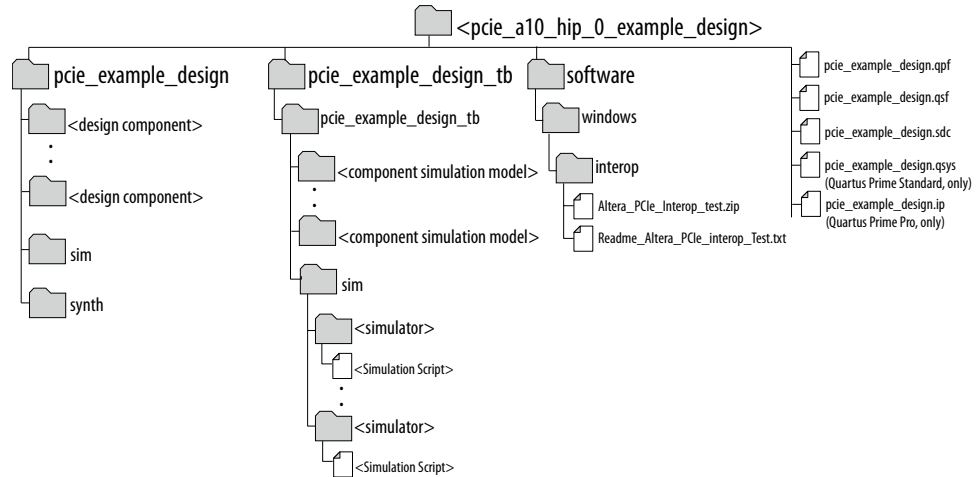 <pcie_a10_hip_0_example_design>
pcie_example_design
<design component>
<design component>
sim
synth
pcie_example_design_tb
pcie_example_design_tb
<component simulation model>
<component simulation model>
sim
<simulator>
<Simulation Script>
<simulator>
<Simulation Script>
software
windows
interop
Altera_PCIe_Interop_test.zip
Readme_Altera_PCIe_interop_Test.txt
pcie_example_design.qpf
pcie_example_design.qsf
pcie_example_design.sdc
pcie_example_design.qsys
(Quartus Prime Standard, only)
pcie_example_design.ip
(Quartus Prime Pro, only)